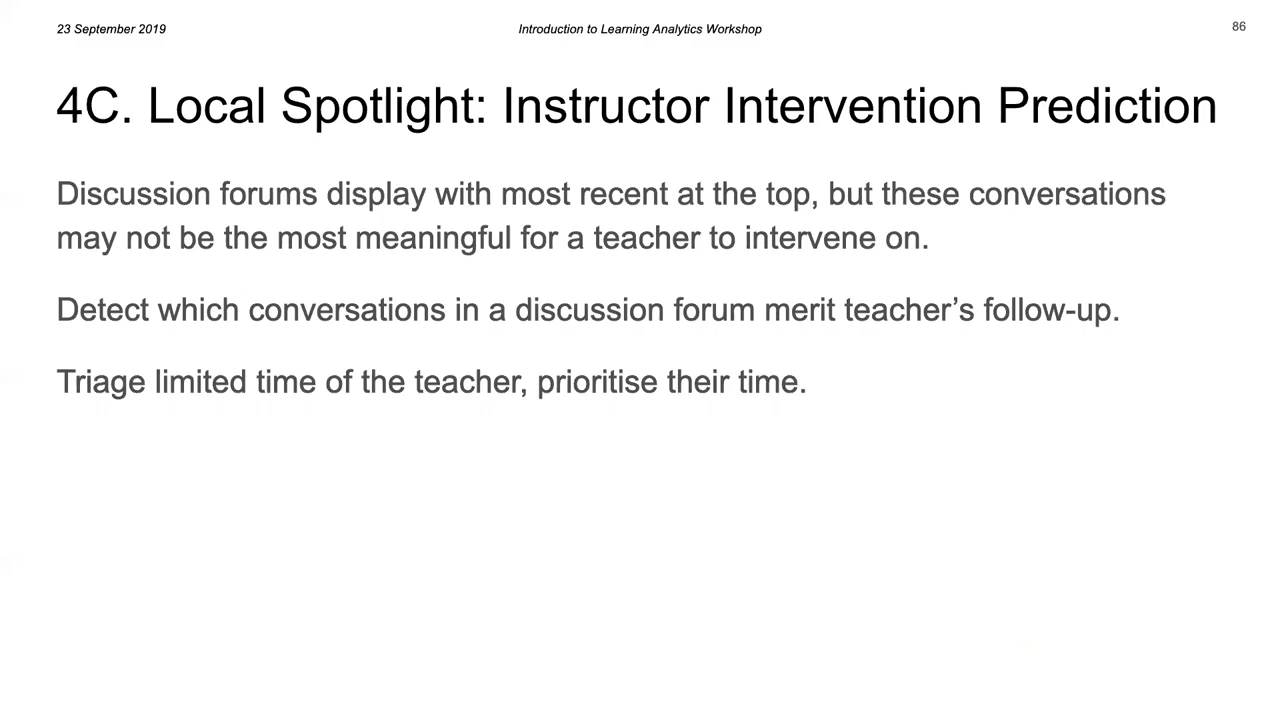 23 September 2019
Introduction to Learning Analytics Workshop
86
4C. Local Spotlight: Instructor Intervention Prediction
Discussion forums display with most recent at the top, but these conversations
may not be the most meaningful for a teacher to intervene on.
Detect which conversations in a discussion forum merit teacher’s follow-up.
Triage limited time of the teacher, prioritise their time.